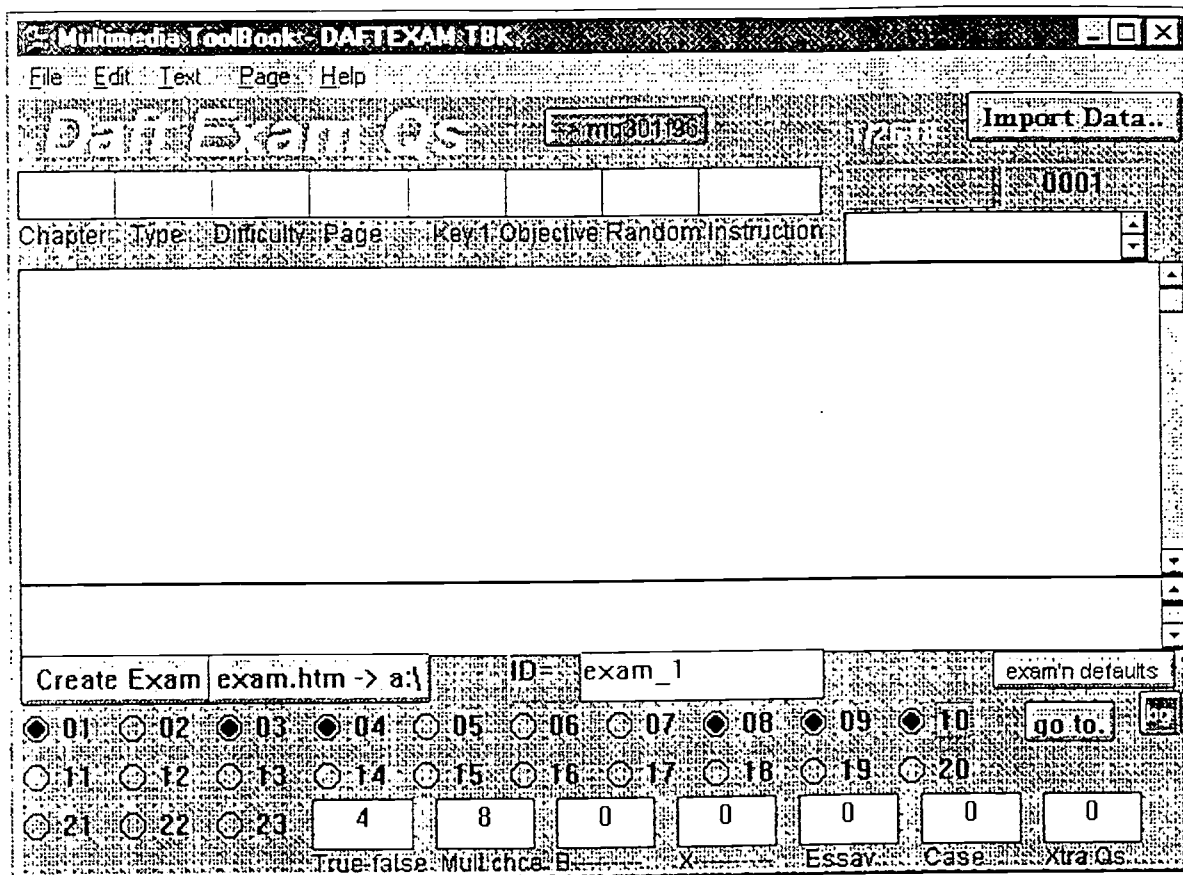 Multimedia ToolBook - DAFTEXAM.TBK
File Edit Text Page Help
Daft Exam Qs
Import Data..
0001
Chapter Type Difficulty Page Key 1 Objective Random Instruction
Create Exam exam.htm -> a:\ ID= exam_1 exam'n defaults
01 02 03 04 05 06 07 08 09 10 go to.
11 12 13 14 15 16 17 18 19 20
21 22 23 4 8 0 0 0 0 0
True-false Mult.chce B------- X------- Essay Case Xtra Qs